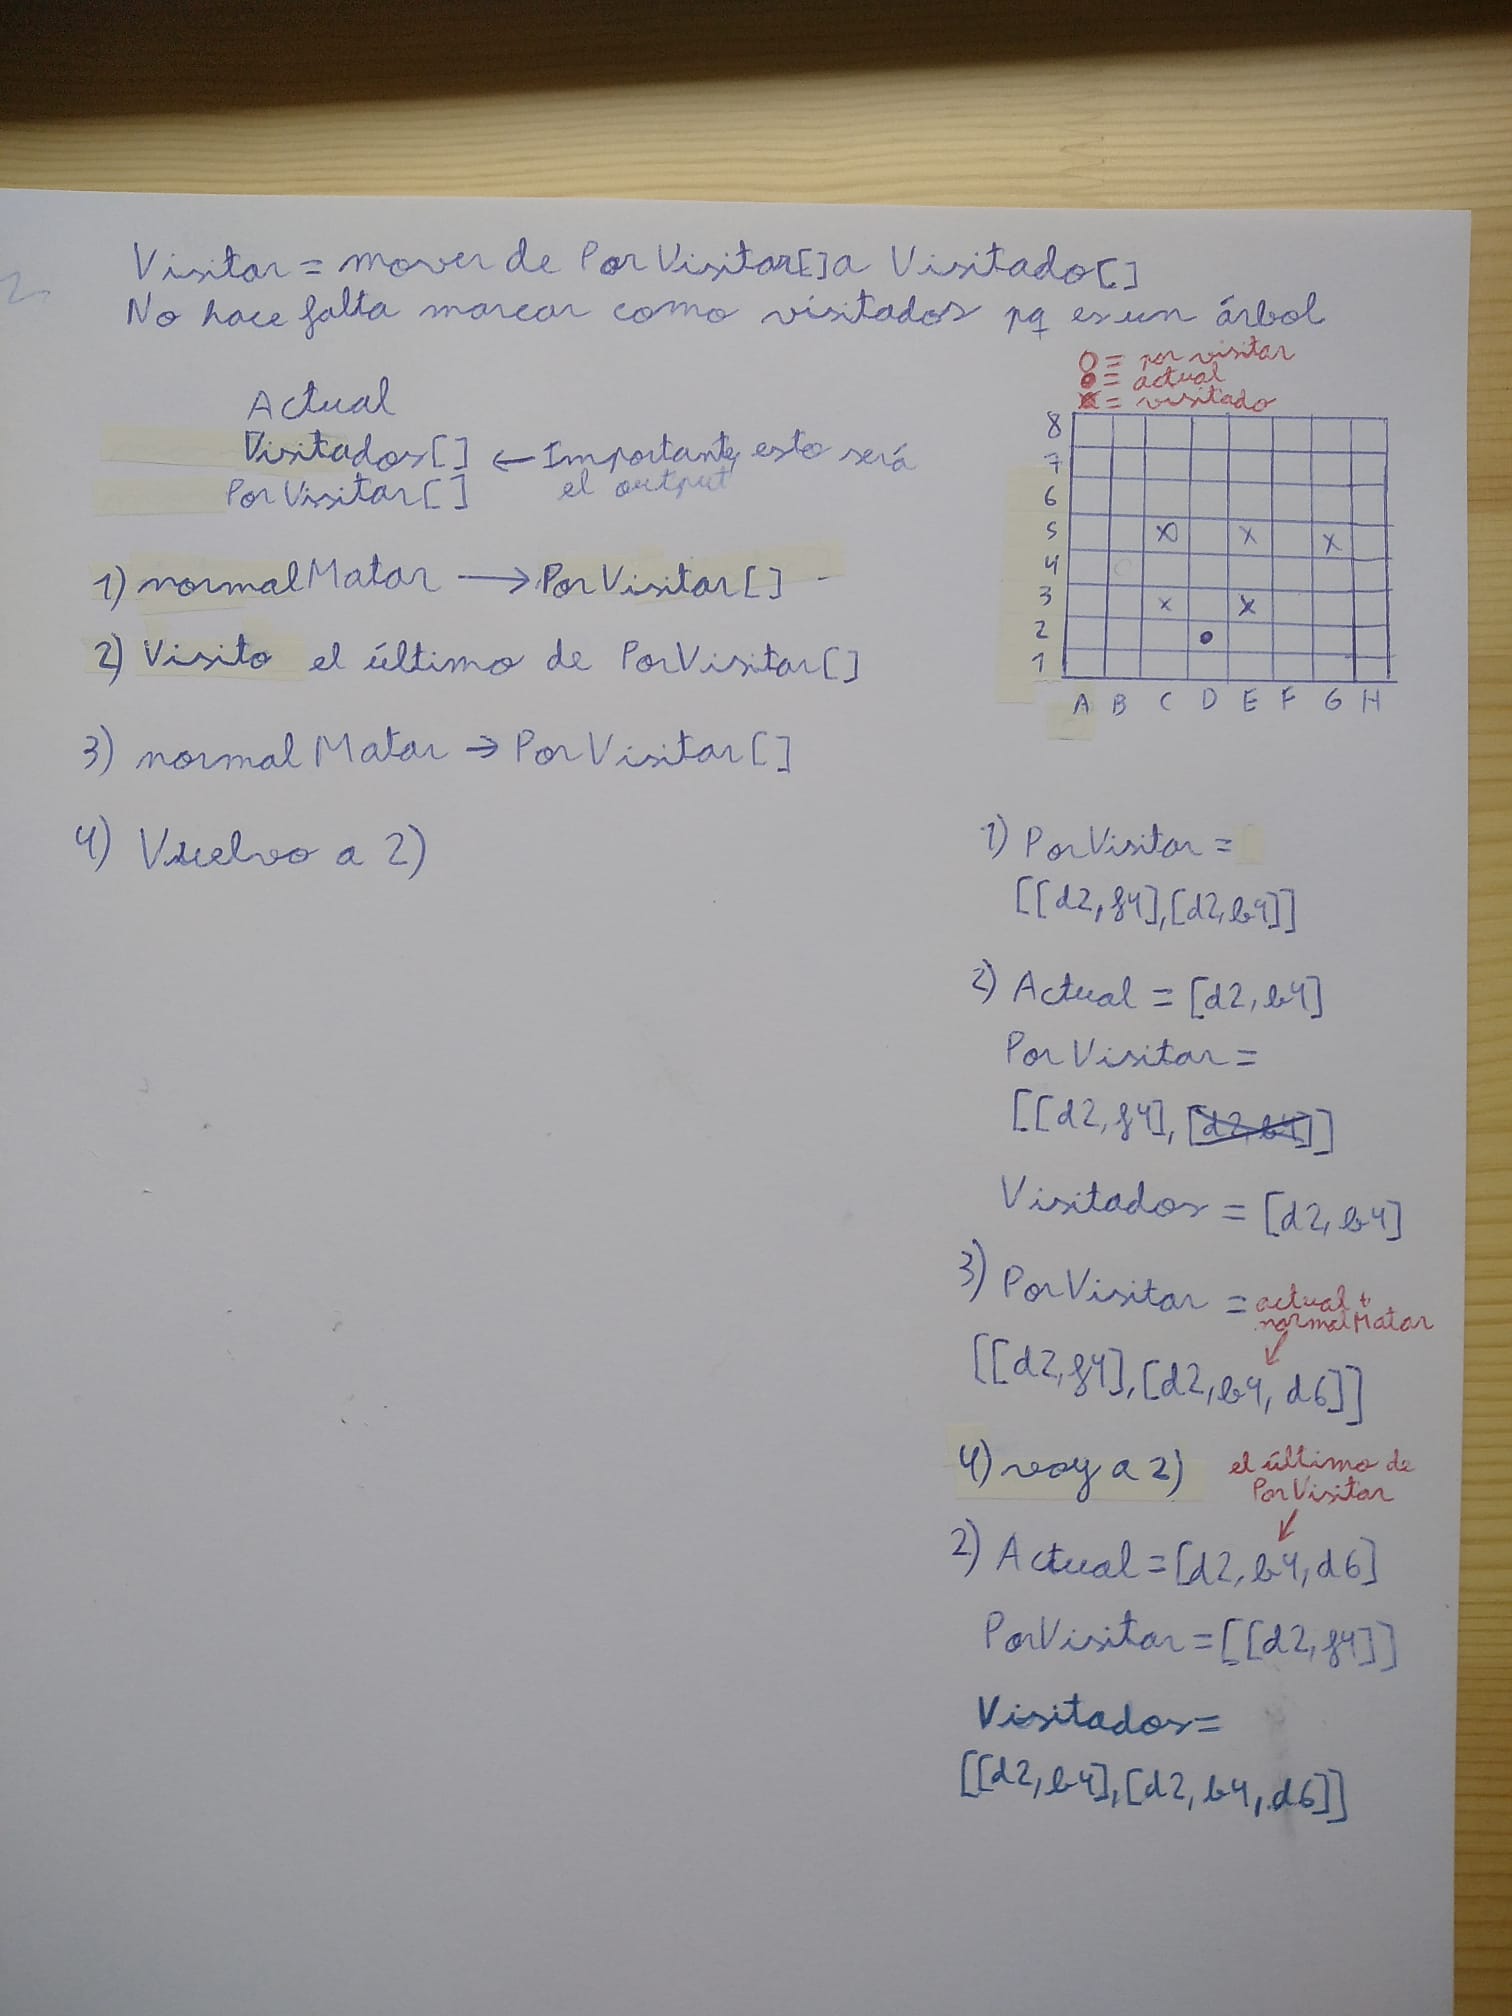 Visitar = mover de PorVisitar[] a Visitado[]
No hace falta marcar como visitados pq es un árbol
O = por visitar
● = actual
x = visitado
Actual
Visitados[] ← Importante, esto será
el output
PorVisitar[]
1) normalMatar → PorVisitar[]
2) Visito el último de PorVisitar[]
3) normalMatar → PorVisitar[]
4) Vuelvo a 2)
8
7
6
5 x x x
4
3 x x
2 ●
1
A B C D E F G H
1) PorVisitar =
[[d2, f4], [d2, b4]]
2) Actual = [d2, b4]
PorVisitar =
[[d2, f4], [d2, b4]]
Visitados = [d2, b4]
3) PorVisitar = actual +
normalMatar
[[d2, f4], [d2, b4, d6]]
4) voy a 2)
el último de
PorVisitar
2) Actual = [d2, b4, d6]
PorVisitar = [[d2, f4]]
Visitados =
[[d2, b4], [d2, b4, d6]]